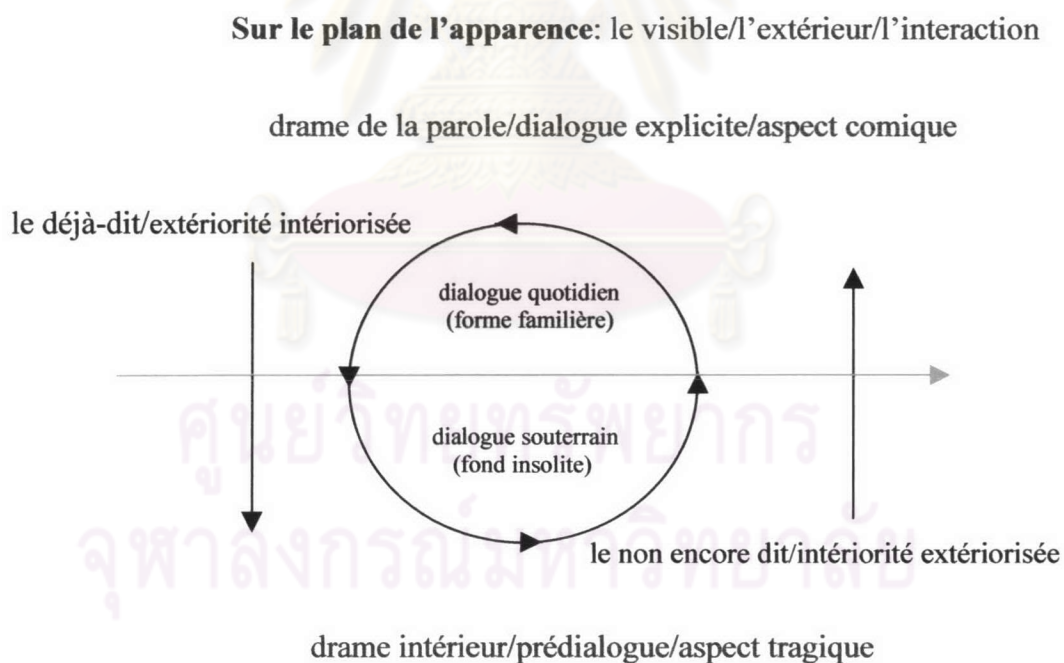 Sur le plan de l’apparence: le visible/l’extérieur/l’interaction
drame de la parole/dialogue explicite/aspect comique
le déjà-dit/extériorité intériorisée
dialogue quotidien
(forme familière)
dialogue souterrain
(fond insolite)
ศูนย์วิทยทรัพยากร
จุฬาลงกรณ์มหาวิทยาลัย
le non encore dit/intériorité extériorisée
drame intérieur/prédialogue/aspect tragique